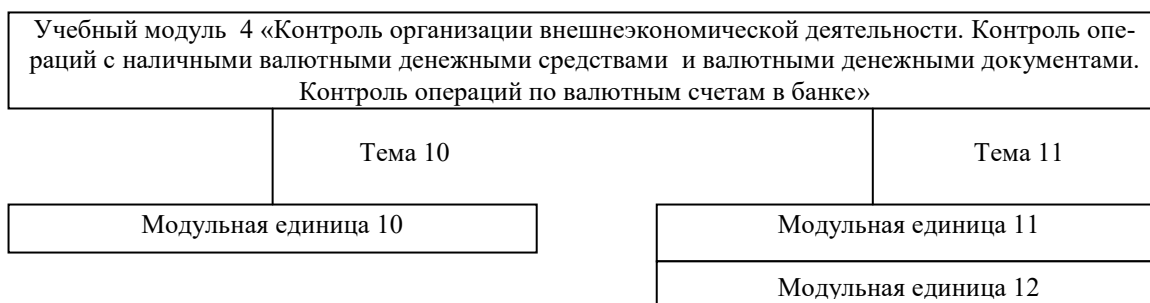 Учебный модуль 4 «Контроль организации внешнеэкономической деятельности. Контроль опе-
раций с наличными валютными денежными средствами и валютными денежными документами.
Контроль операций по валютным счетам в банке»
Тема 10
Тема 11
Модульная единица 10
Модульная единица 11
Модульная единица 12